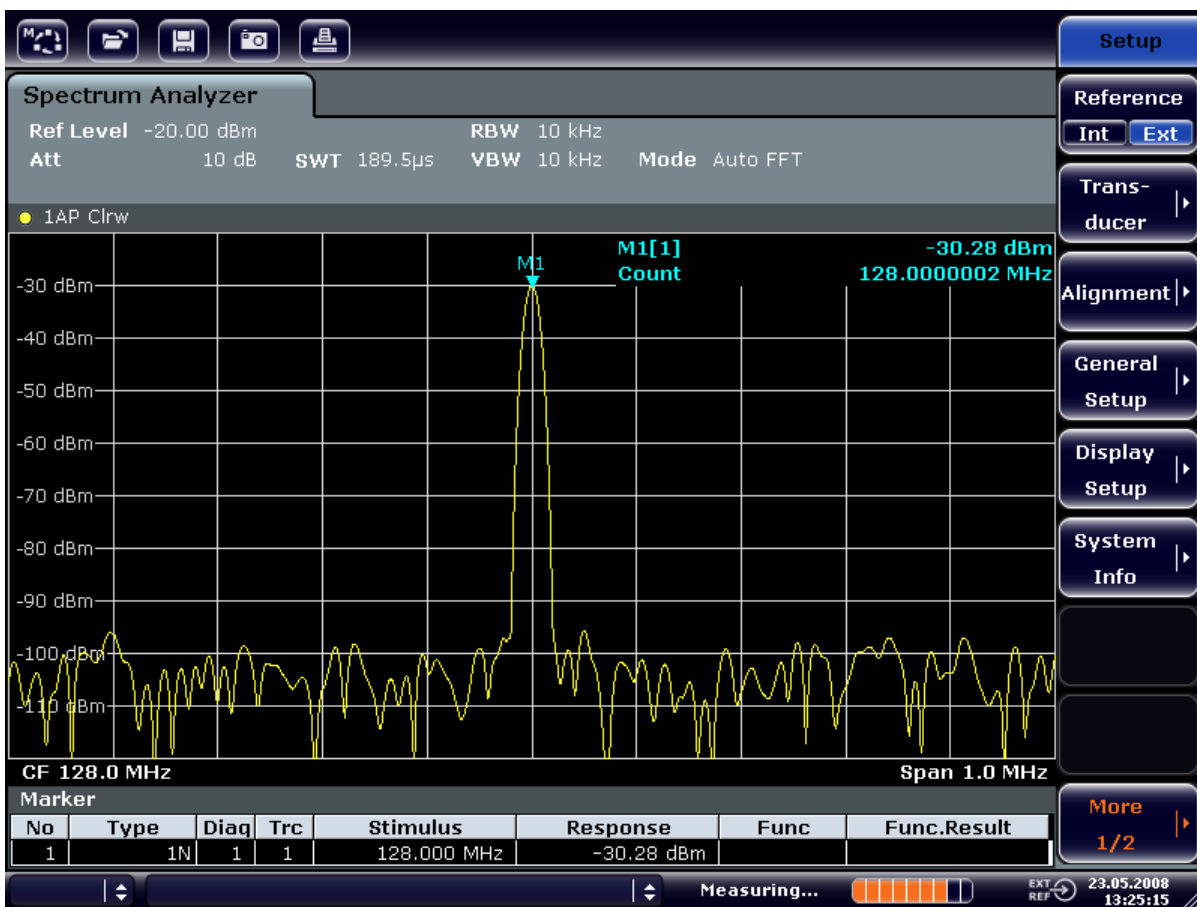 M
Setup
Spectrum Analyzer
Ref Level -20.00 dBm RBW 10 kHz
Att 10 dB SWT 189.5µs VBW 10 kHz Mode Auto FFT
1AP Clrw
M1[1] -30.28 dBm
Count 128.0000002 MHz
M1
-30 dBm
-40 dBm
-50 dBm
-60 dBm
-70 dBm
-80 dBm
-90 dBm
-100 dBm
-110 dBm
CF 128.0 MHz Span 1.0 MHz
Marker
No Type Diaq Trc Stimulus Response Func Func.Result
1 1N 1 1 128.000 MHz -30.28 dBm
Measuring... EXT REF 23.05.2008
13:25:15
Reference
Int Ext
Trans-
ducer
Alignment
General
Setup
Display
Setup
System
Info
More
1/2